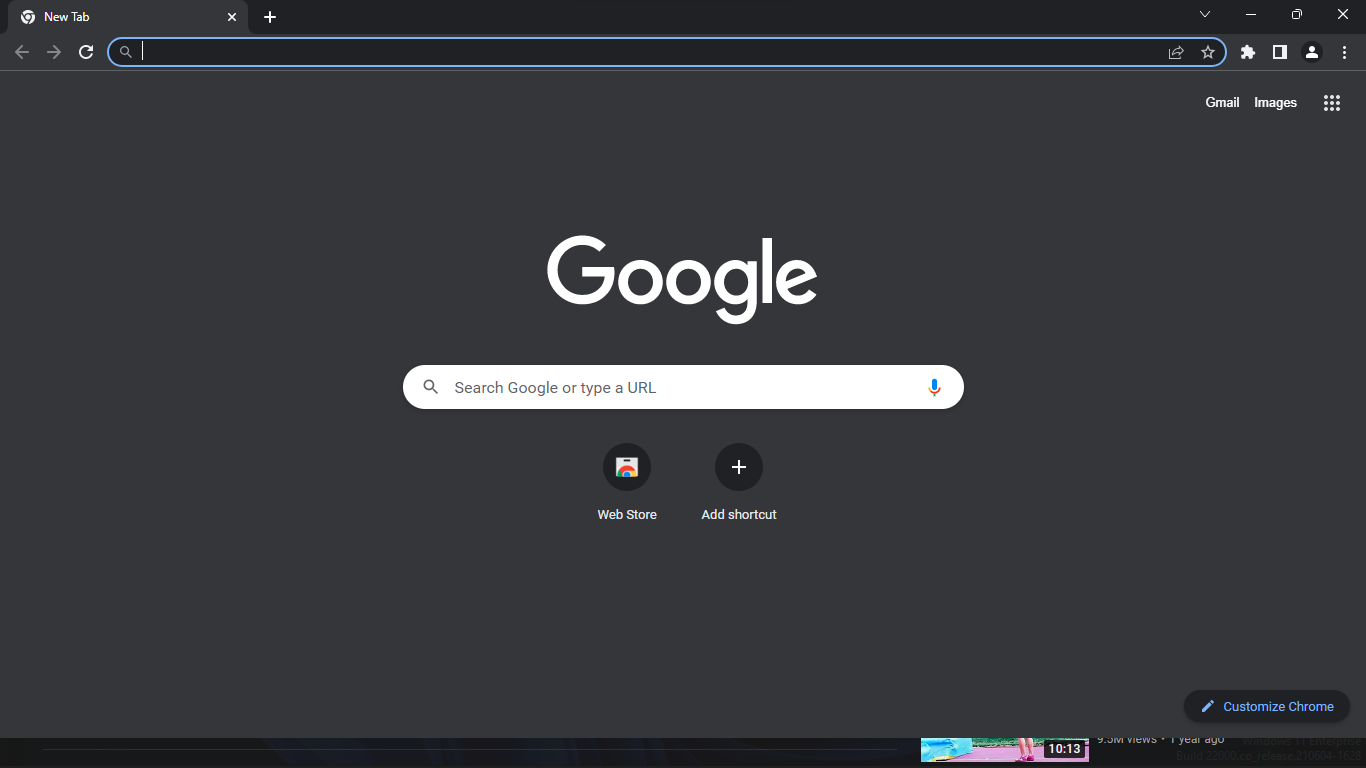 New Tab
Gmail Images
Google
Search Google or type a URL
Web Store Add shortcut
Customize Chrome
10:13 9.5M views • 1 year ago Windows 11 Enterprise
Build 22000.co_release.210604-1628